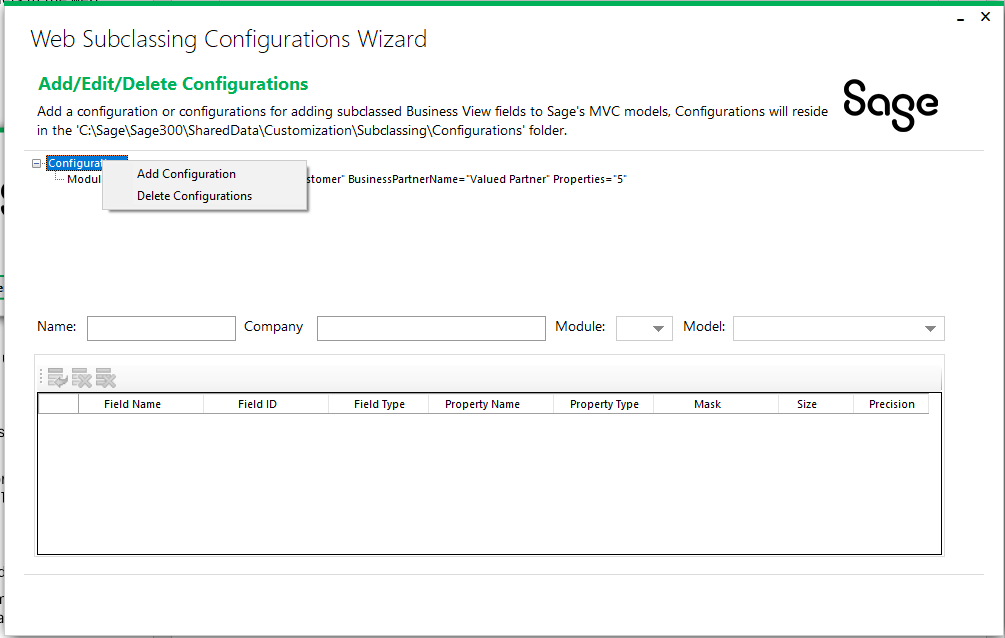 Web Subclassing Configurations Wizard
Add/Edit/Delete Configurations
Add a configuration or configurations for adding subclassed Business View fields to Sage's MVC models, Configurations will reside
in the 'C:\Sage\Sage300\SharedData\Customization\Subclassing\Configurations' folder.
Sage
Add Configuration
Delete Configurations
BusinessPartnerName="Valued Partner" Properties="5"
Name:
Company
Module:
Model:
Field Name
Field ID
Field Type
Property Name
Property Type
Mask
Size
Precision